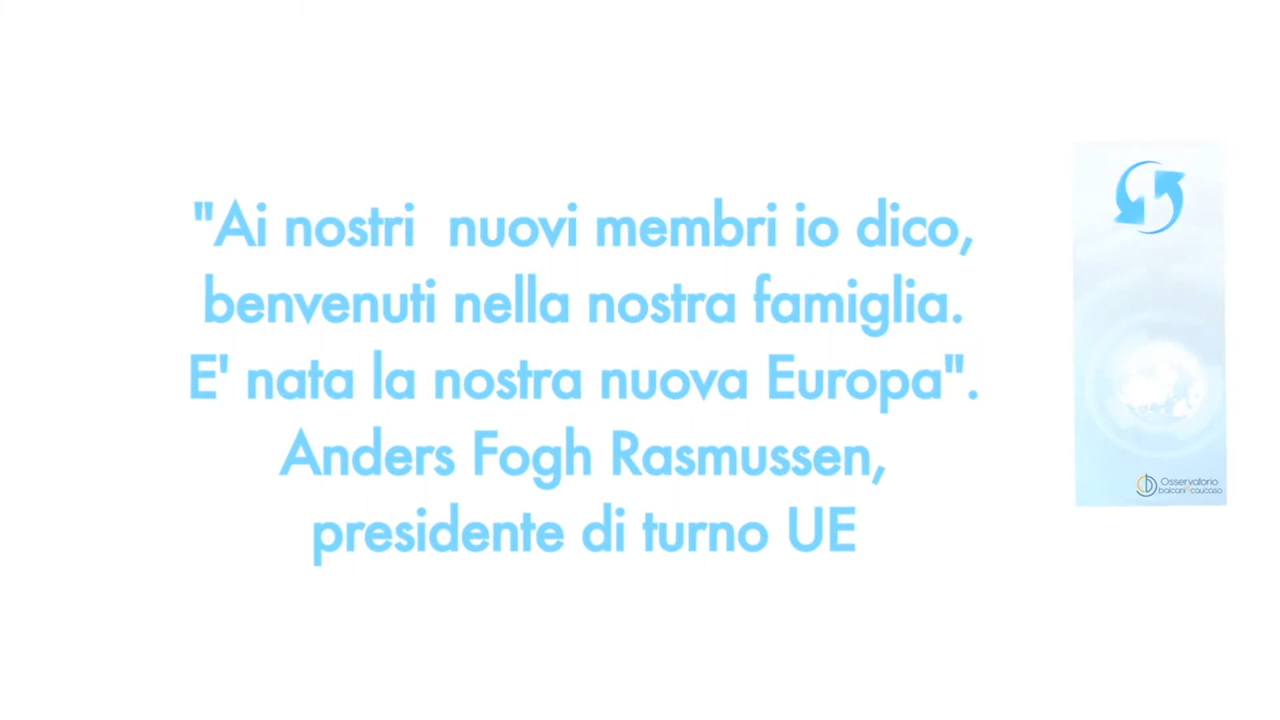 "Ai nostri  nuovi membri io dico,
benvenuti nella nostra famiglia.
E' nata la nostra nuova Europa".
Anders Fogh Rasmussen,
presidente di turno UE
Osservatorio
balcani e caucaso